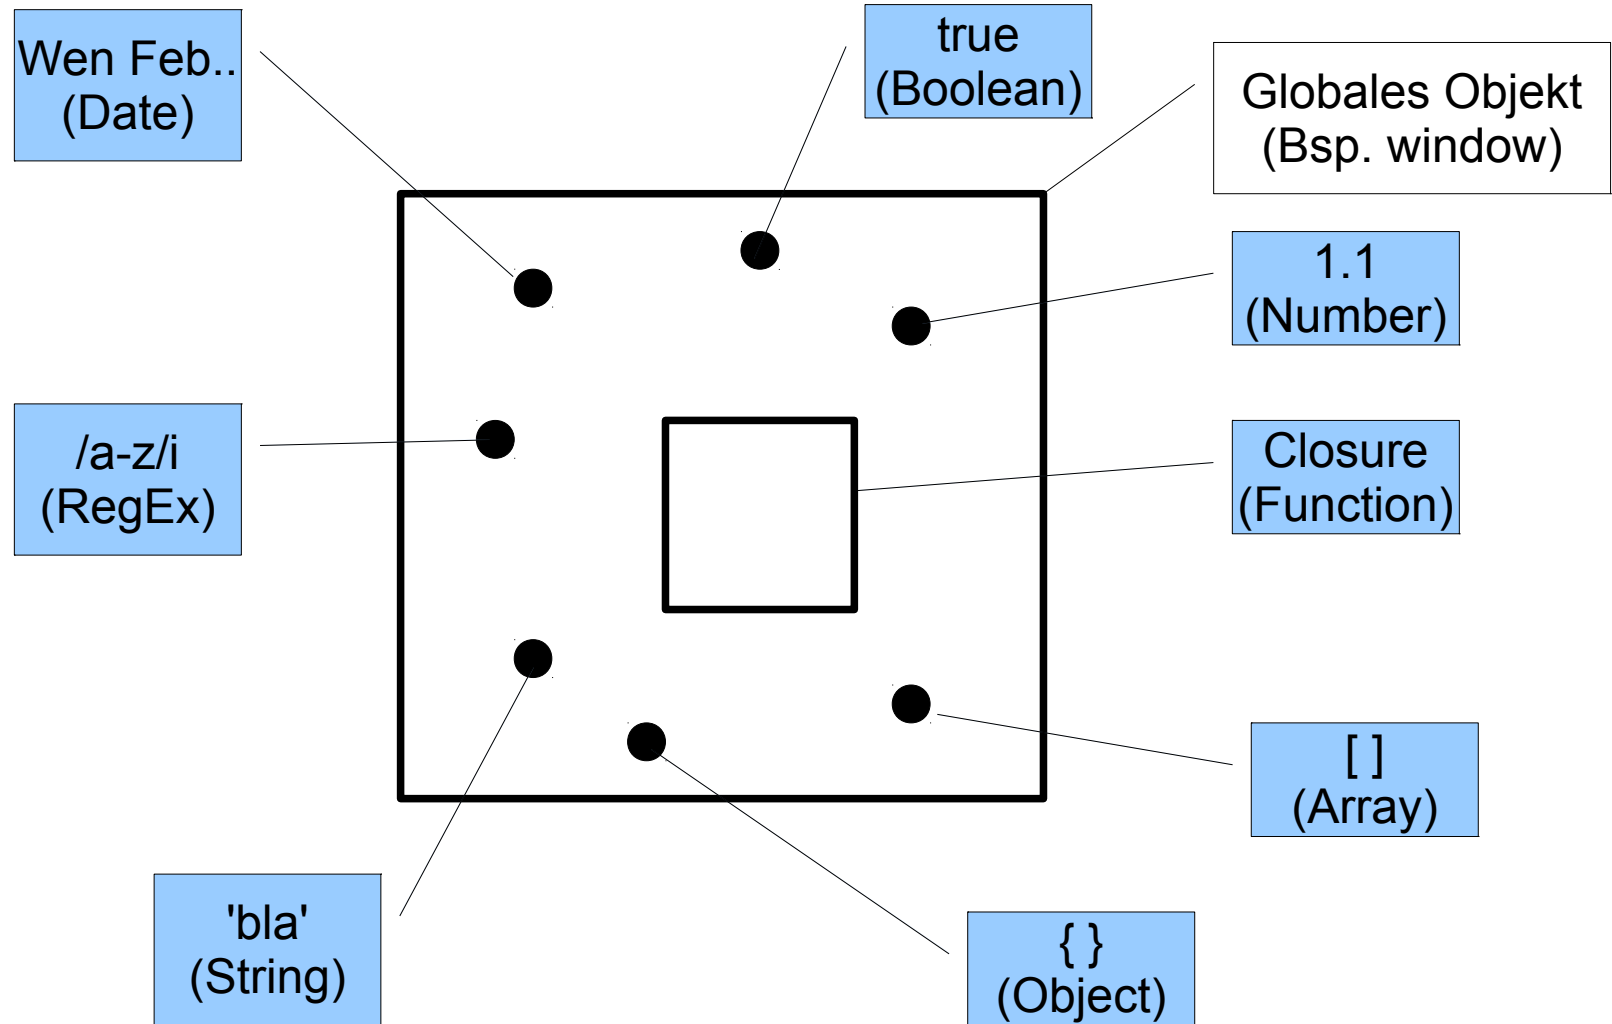 Wen Feb..
(Date)
true
(Boolean)
Globales Objekt
(Bsp. window)
1.1
(Number)
/a-z/i
(RegEx)
Closure
(Function)
[ ]
(Array)
'bla'
(String)
{ }
(Object)